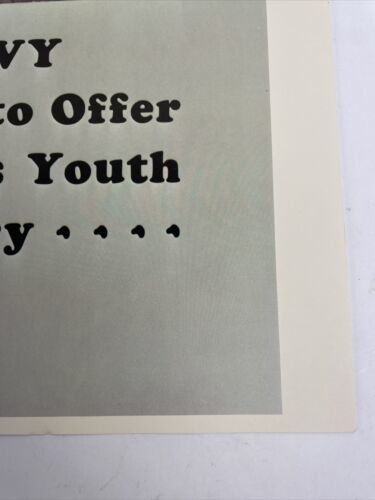 VY
to Offer
s Youth
y • • • •